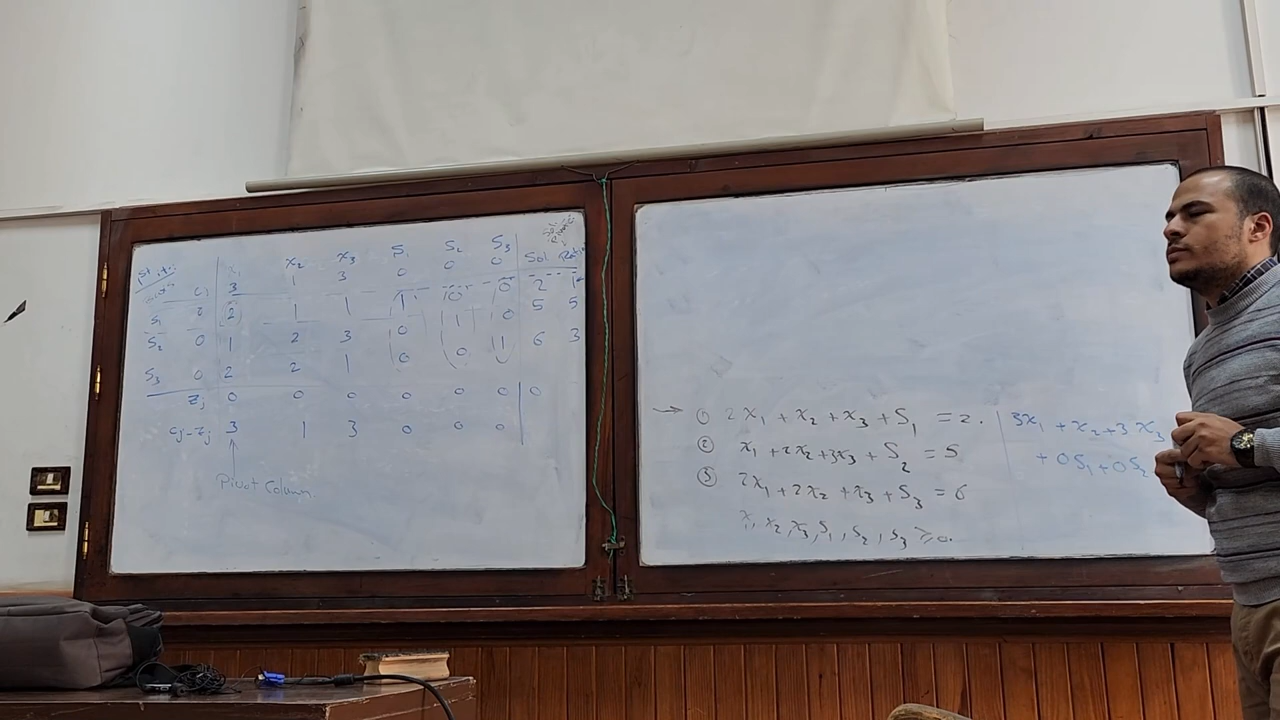 x₁ x₂ x₃ S₁ S₂ S₃ Sol
Cj 3 1 3 0 0 0
S₁ 2 1 1 1 0 0 2 1
S₂ 0 1 2 3 0 1 0 5 5
S₃ 0 2 2 1 0 0 1 6 3
Zj 0 0 0 0 0 0 0
Cj-Zj 3 1 3 0 0 0
Pivot Column.
→ ① 2x₁ + x₂ + x₃ + S₁ = 2.
② x₁ + 2x₂ + 3x₃ + S₂ = 5
③ 2x₁ + 2x₂ + x₃ + S₃ = 6
x₁, x₂, x₃, S₁, S₂, S₃ ≥ 0.
3x₁ + x₂ + 3x₃
+ 0S₁ + 0S₂